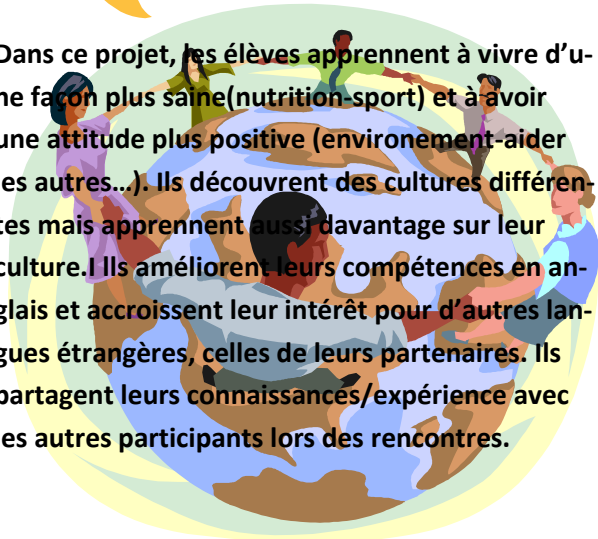 Dans ce projet, les élèves apprennent à vivre d'u-
ne façon plus saine(nutrition-sport) et à avoir
une attitude plus positive (environement-aider
les autres...). Ils découvrent des cultures différen-
tes mais apprennent aussi davantage sur leur
culture.I lls améliorent leurs compétences en an-
glais et accroissent leur intérêt pour d'autres lan-
gues étrangères, celles de leurs partenaires. Ils
partagent leurs connaissances/expérience avec
les autres participants lors des rencontres.